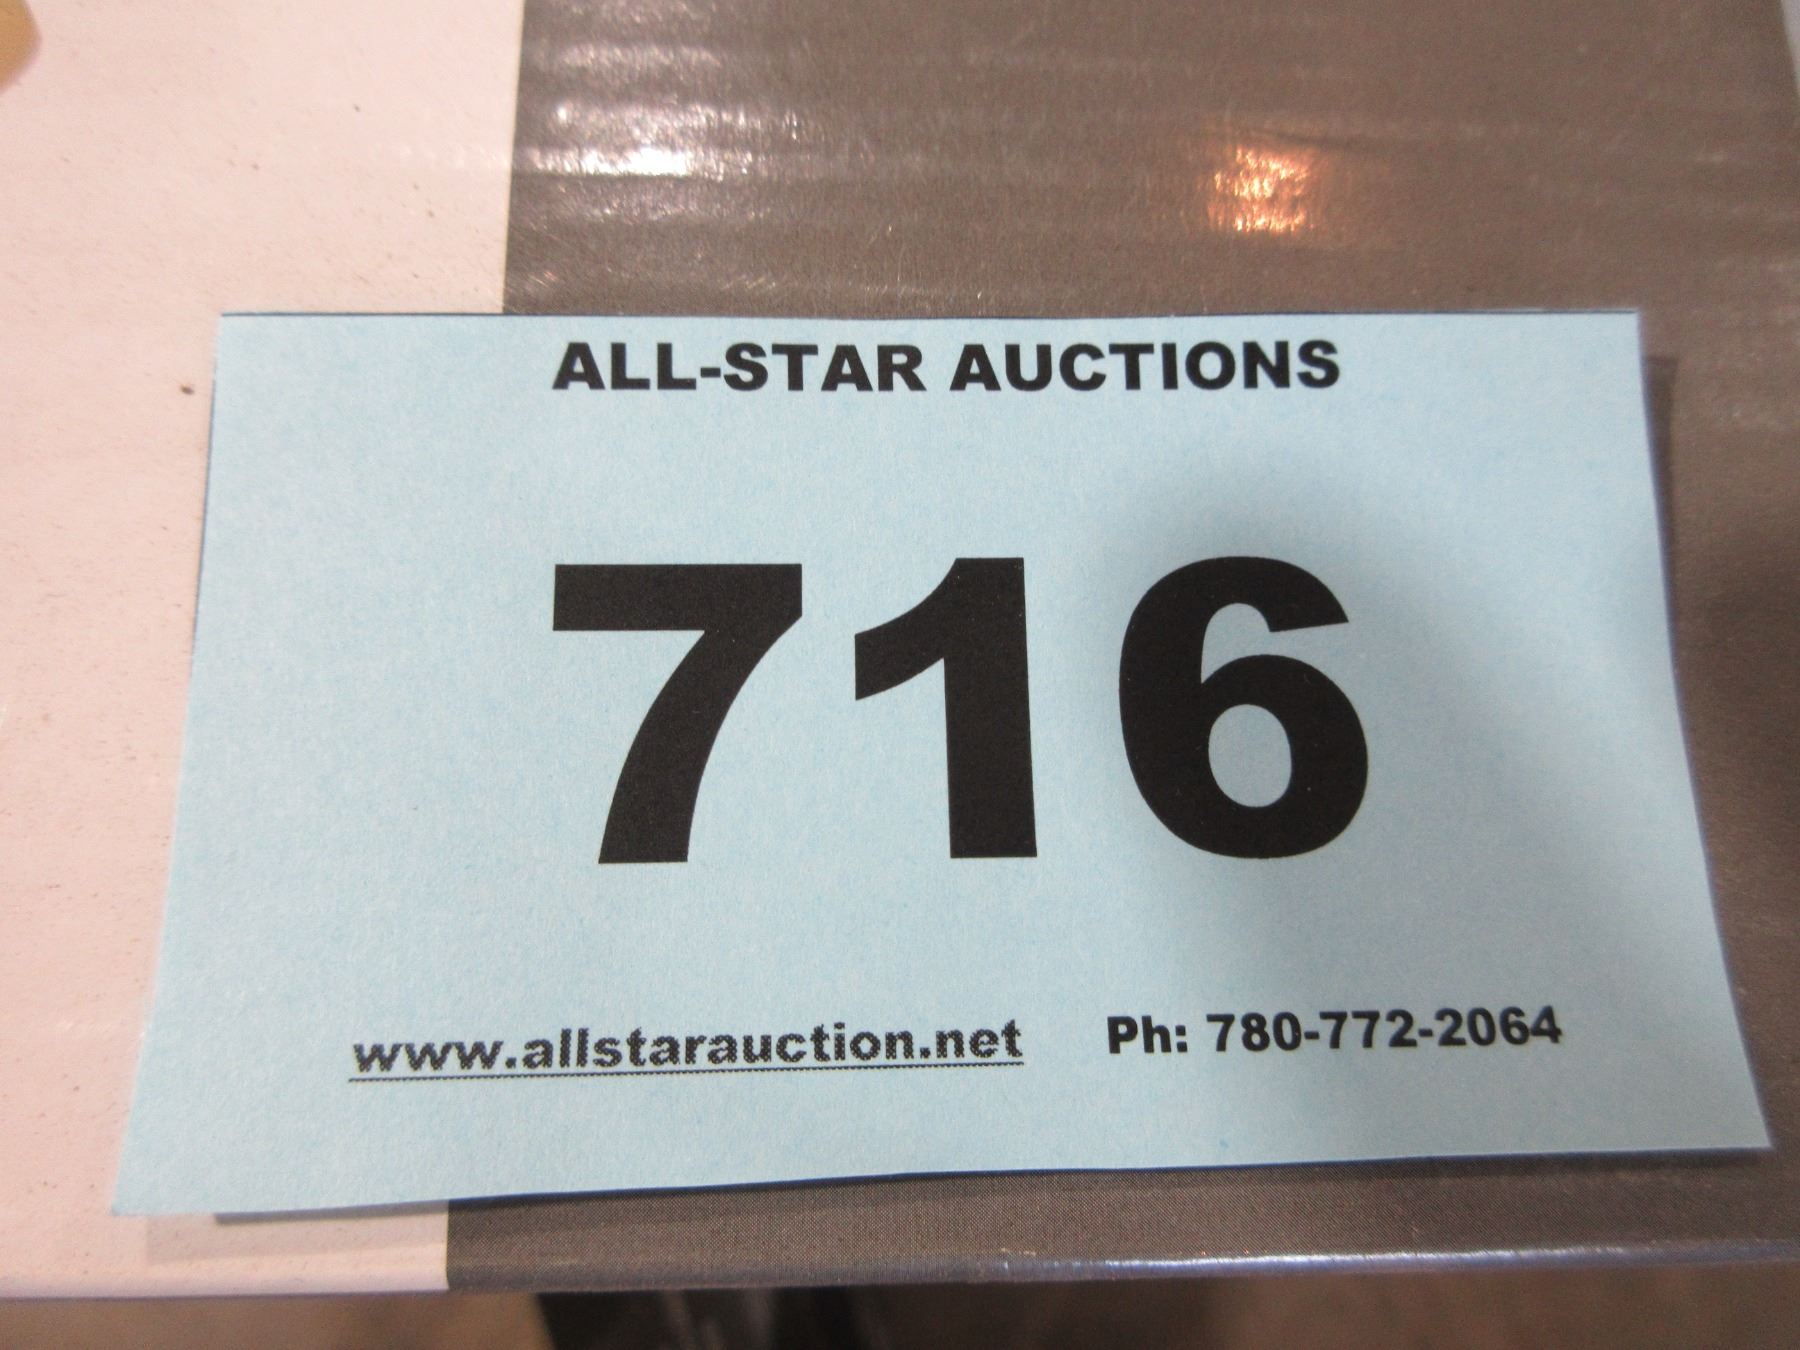 ALL-STAR AUCTIONS
716
www.allstarauction.net Ph: 780-772-2064